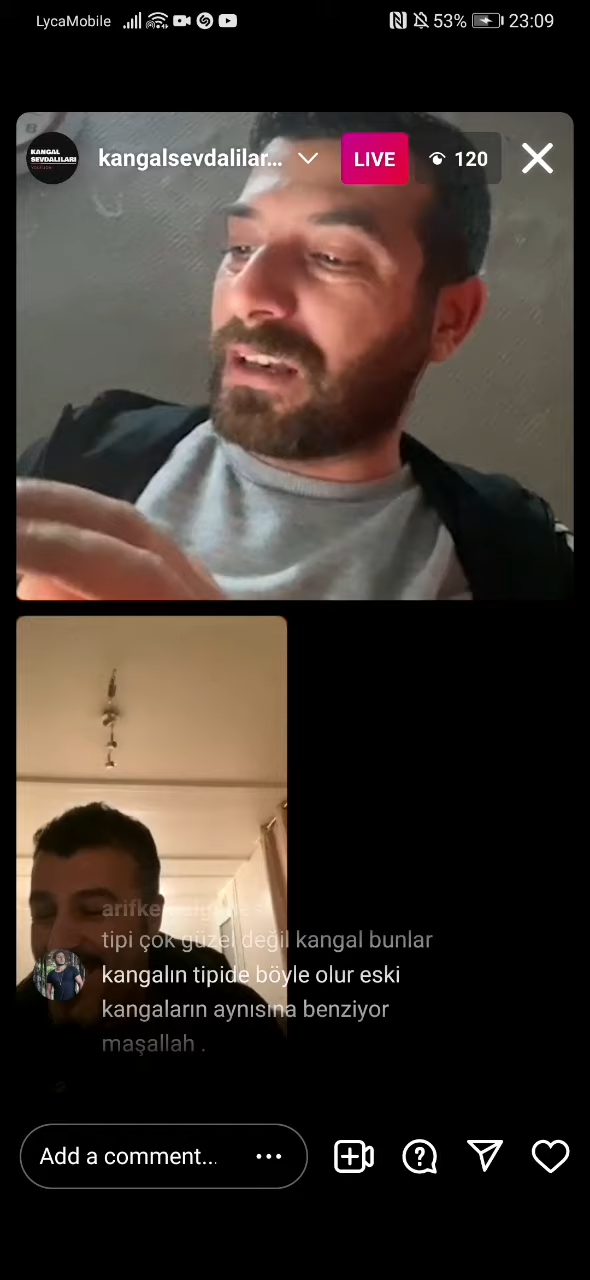 LycaMobile
53%
23:09
KANGAL
SEVDALILARI
YOUTUBE
kangalsevdalilar...
LIVE
120
tipi çok güzel değil kangal bunlar
kangalın tipide böyle olur eski
kangaların aynısına benziyor
maşallah .
Add a comment...